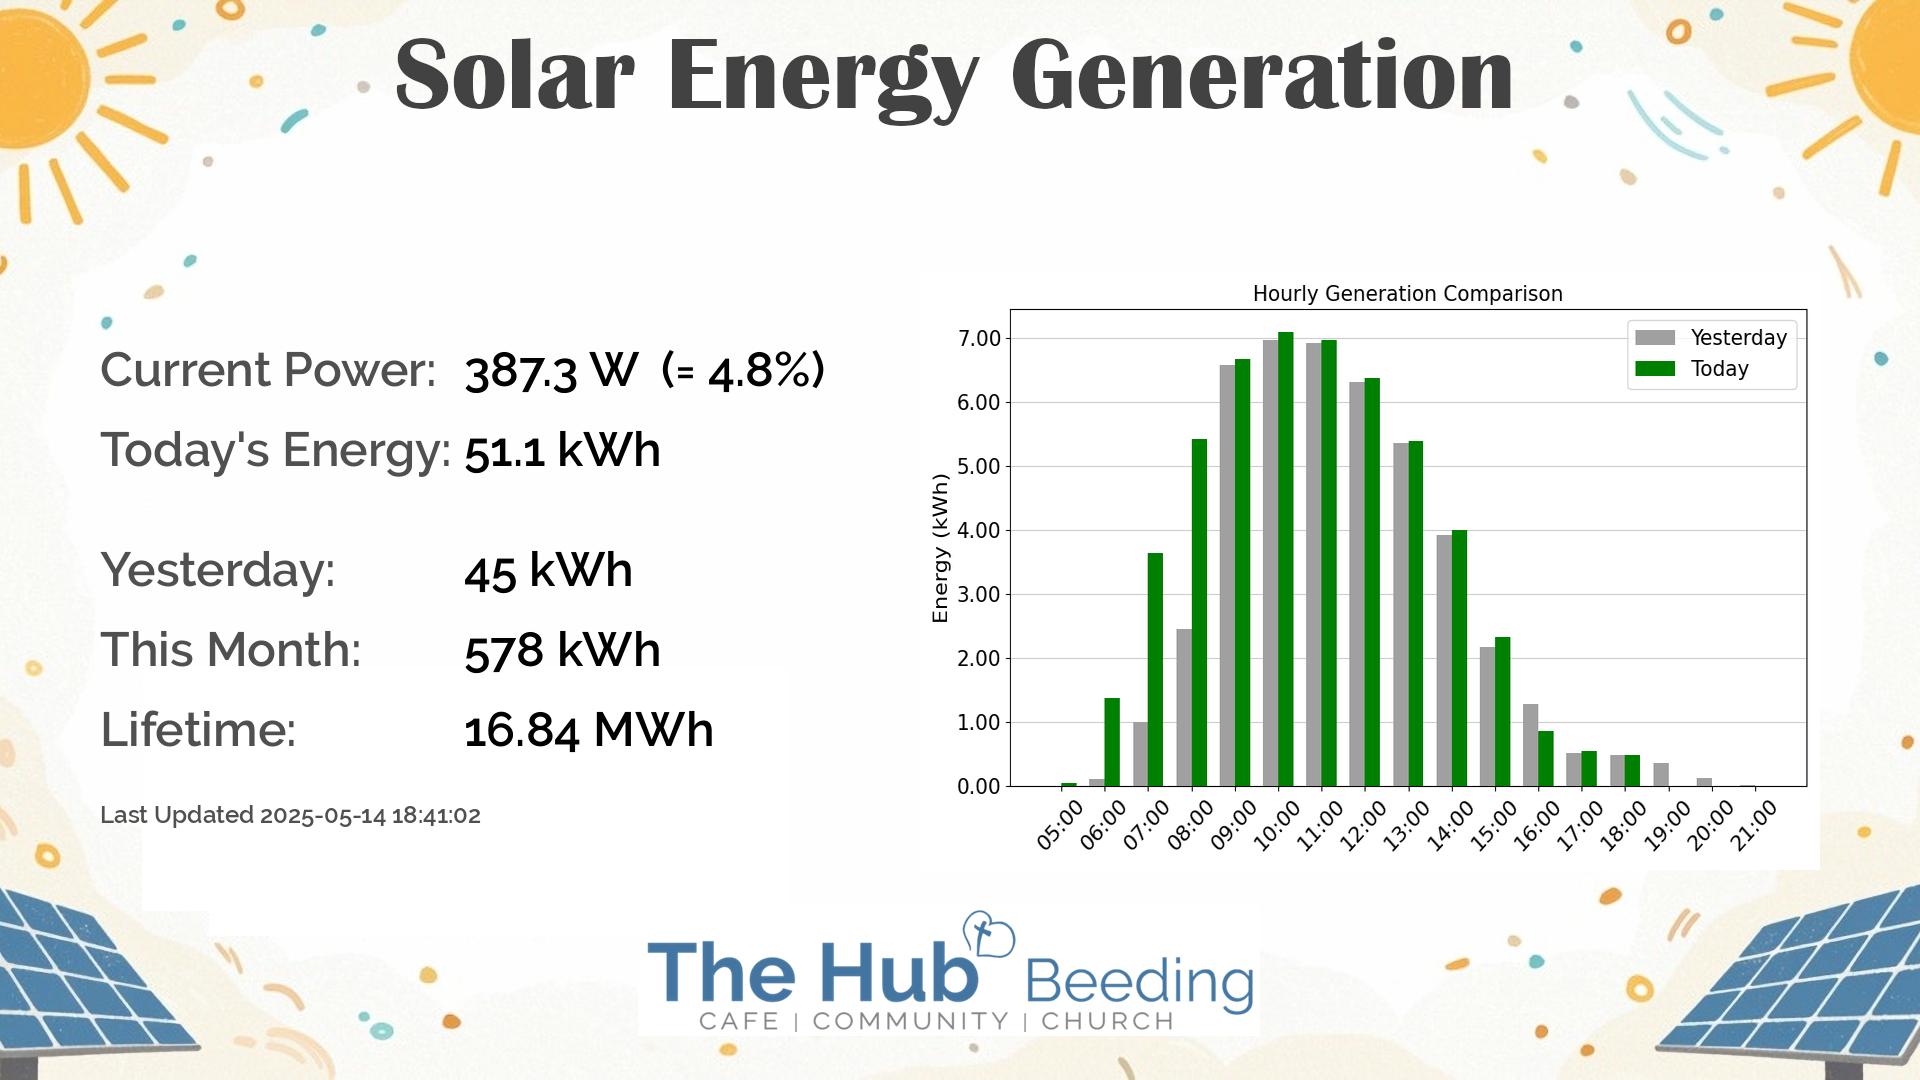 Solar Energy Generation
Current Power: 387.3 W (= 4.8%)
Today's Energy: 51.1 kWh
Yesterday: 45 kWh
This Month: 578 kWh
Lifetime: 16.84 MWh
Last Updated 2025-05-14 18:41:02
Hourly Generation Comparison
Yesterday
Today
Energy (kWh)
7.00
6.00
5.00
4.00
3.00
2.00
1.00
0.00
05:00 06:00 07:00 08:00 09:00 10:00 11:00 12:00 13:00 14:00 15:00 16:00 17:00 18:00 19:00 20:00 21:00
The Hub Beeding
CAFE | COMMUNITY | CHURCH